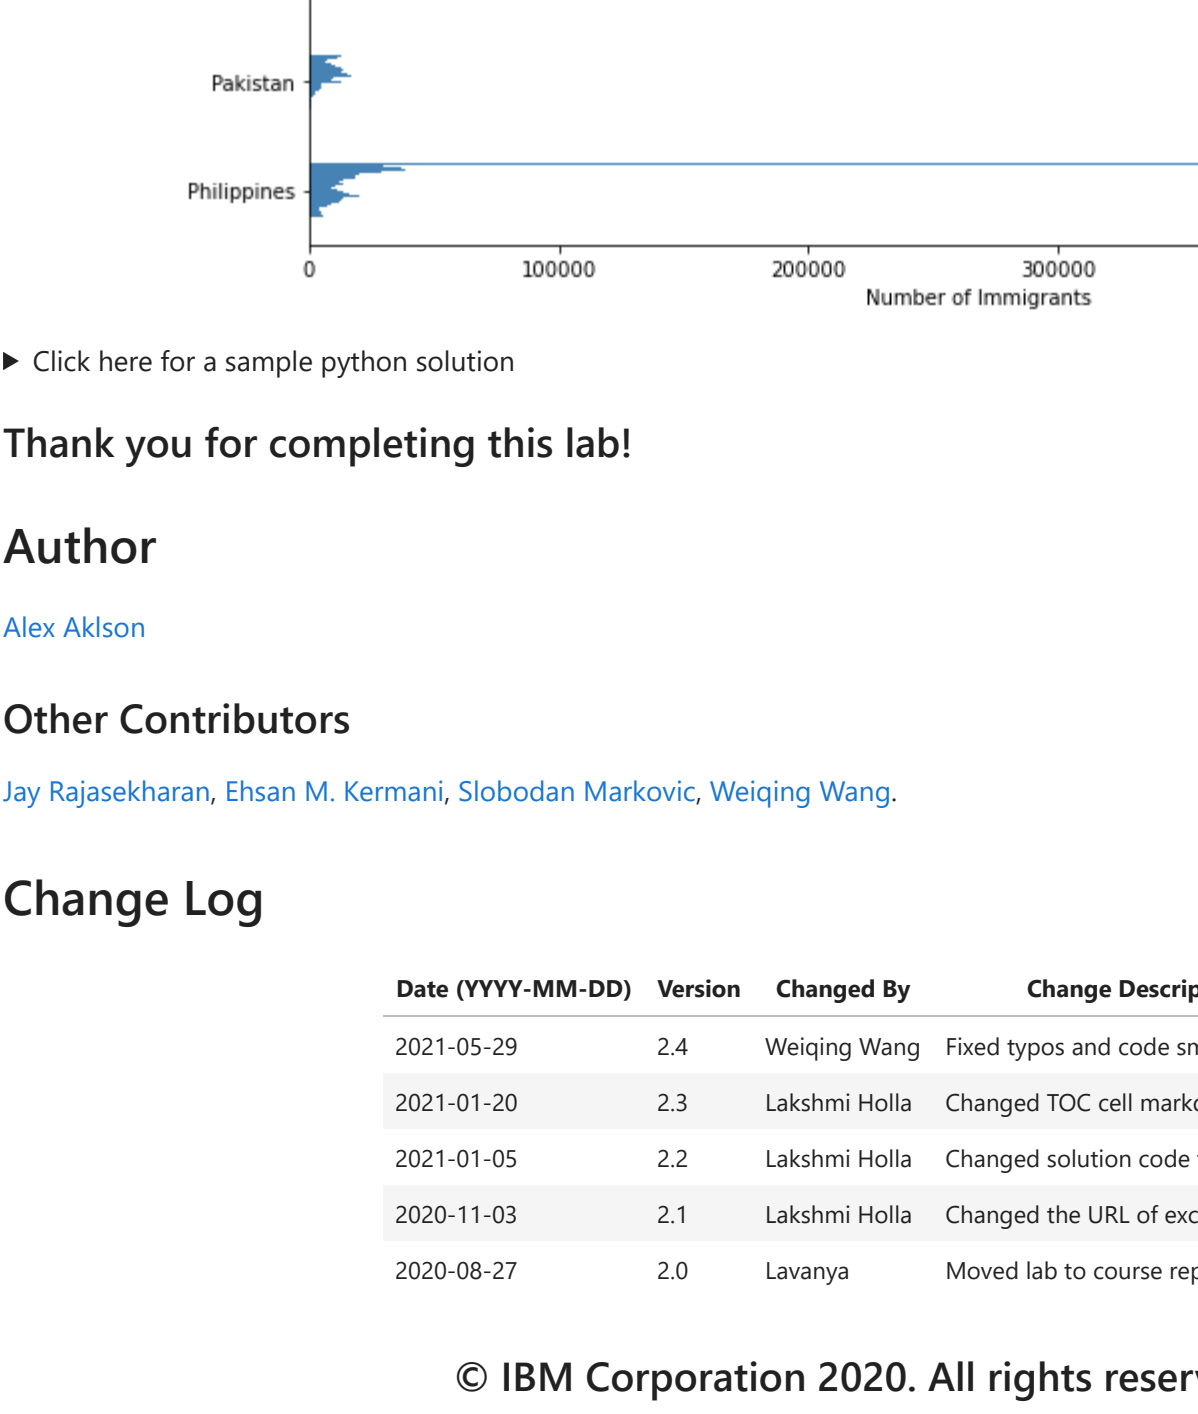 Pakistan
Philippines
0 100000 200000 300000
Number of Immigrants
Click here for a sample python solution
Thank you for completing this lab!
Author
Alex Aklson
Other Contributors
Jay Rajasekharan, Ehsan M. Kermani, Slobodan Markovic, Weiqing Wang.
Change Log
Date (YYYY-MM-DD) Version Changed By Change
2021-05-29 2.4 Weiqing Wang Fixed typos and code
2021-01-20 2.3 Lakshmi Holla Changed TOC cell
2021-01-05 2.2 Lakshmi Holla Changed solution code
2020-11-03 2.1 Lakshmi Holla Changed the URL of
2020-08-27 2.0 Lavanya Moved lab to course
© IBM Corporation 2020. All rights